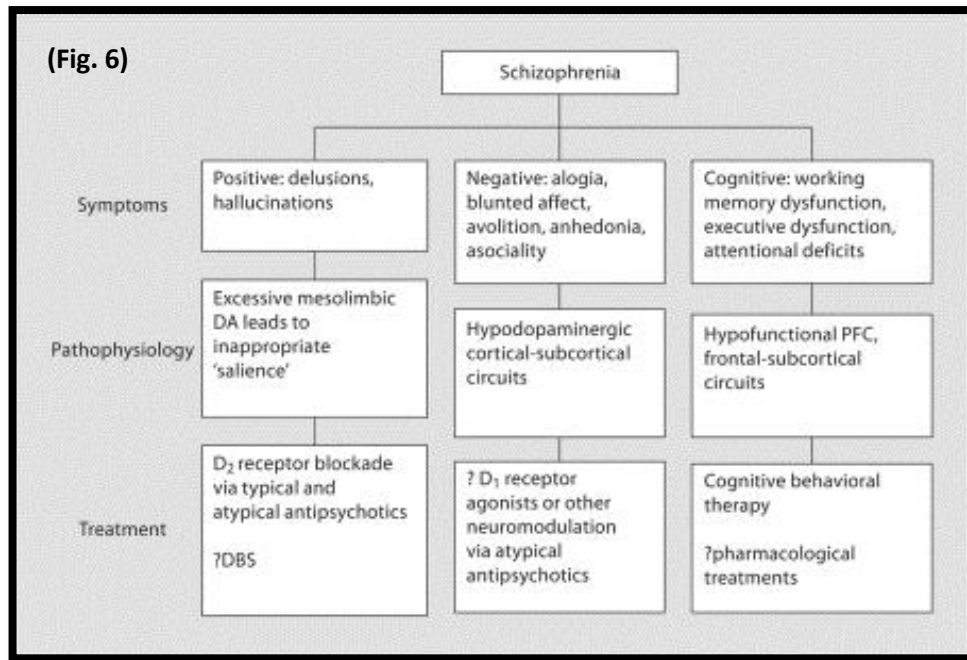 (Fig. 6)
Schizophrenia
Symptoms
Positive: delusions,
hallucinations
Negative: alogia,
blunted affect,
avolition, anhedonia,
asociality
Cognitive: working
memory dysfunction,
executive dysfunction,
attentional deficits
Pathophysiology
Excessive mesolimbic
DA leads to
inappropriate
'salience'
Hypodopaminergic
cortical-subcortical
circuits
Hypofunctional PFC,
frontal-subcortical
circuits
Treatment
D₂ receptor blockade
via typical and
atypical antipsychotics
?DBS
? D₁ receptor
agonists or other
neuromodulation
via atypical
antipsychotics
Cognitive behavioral
therapy
?pharmacological
treatments